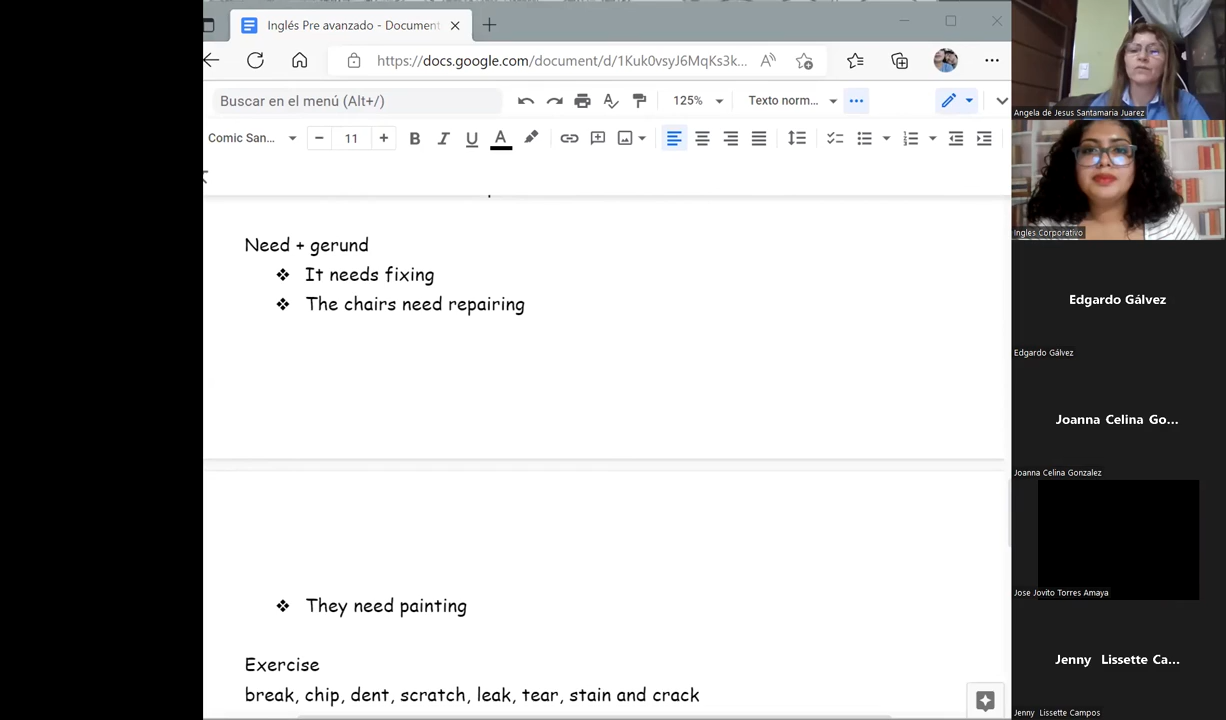 Inglés Pre avanzado - Document
https://docs.google.com/document/d/1Kuk0vsyJ6MqKs3k...
Buscar en el menú (Alt+/)
125%
Texto norm...
Comic San...
11
Need + gerund
❖ It needs fixing
❖ The chairs need repairing
❖ They need painting
Exercise
break, chip, dent, scratch, leak, tear, stain and crack
Angela de Jesus Santamaria Juarez
Ingles Corporativo
Edgardo Gálvez
Edgardo Gálvez
Joanna Celina Go...
Joanna Celina Gonzalez
Jose Jovito Torres Amaya
Jenny Lissette Ca...
Jenny Lissette Campos